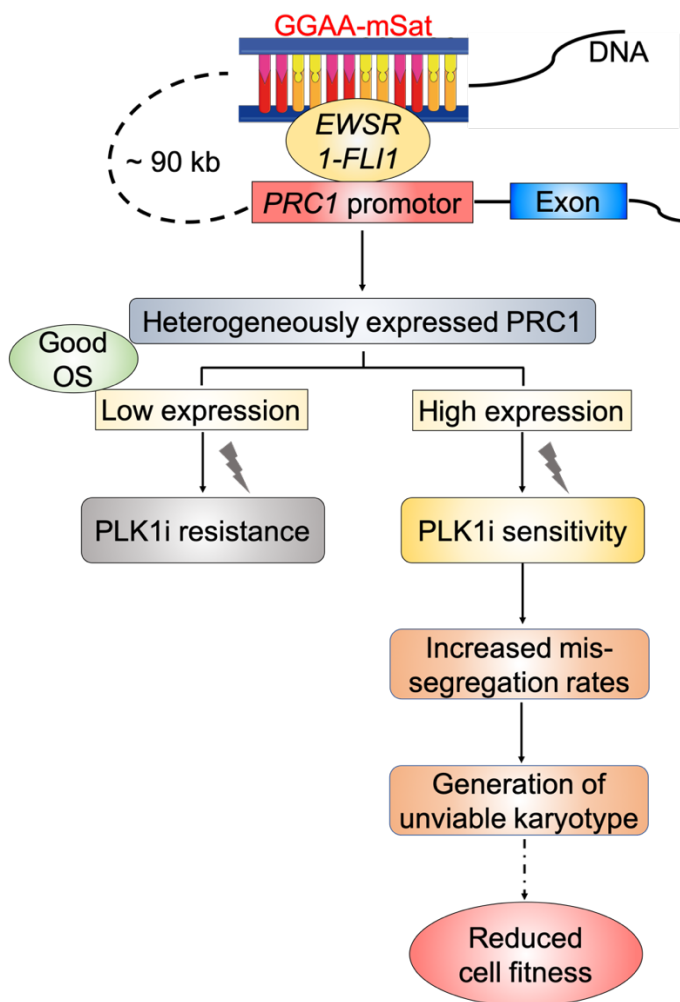 GGAA-mSat
DNA
EWSR
1-FLI1
~ 90 kb
PRC1 promotor
Exon
Heterogeneously expressed PRC1
Good
OS
Low expression
High expression
PLK1i resistance
PLK1i sensitivity
Increased mis-
segregation rates
Generation of
unviable karyotype
Reduced
cell fitness